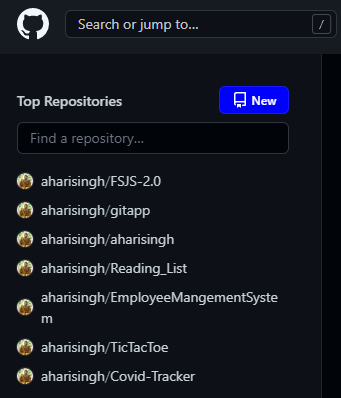 Search or jump to... /
Top Repositories New
Find a repository...
aharisingh/FSJS-2.0
aharisingh/gitapp
aharisingh/aharisingh
aharisingh/Reading_List
aharisingh/EmployeeMangementSyste
m
aharisingh/TicTacToe
aharisingh/Covid-Tracker